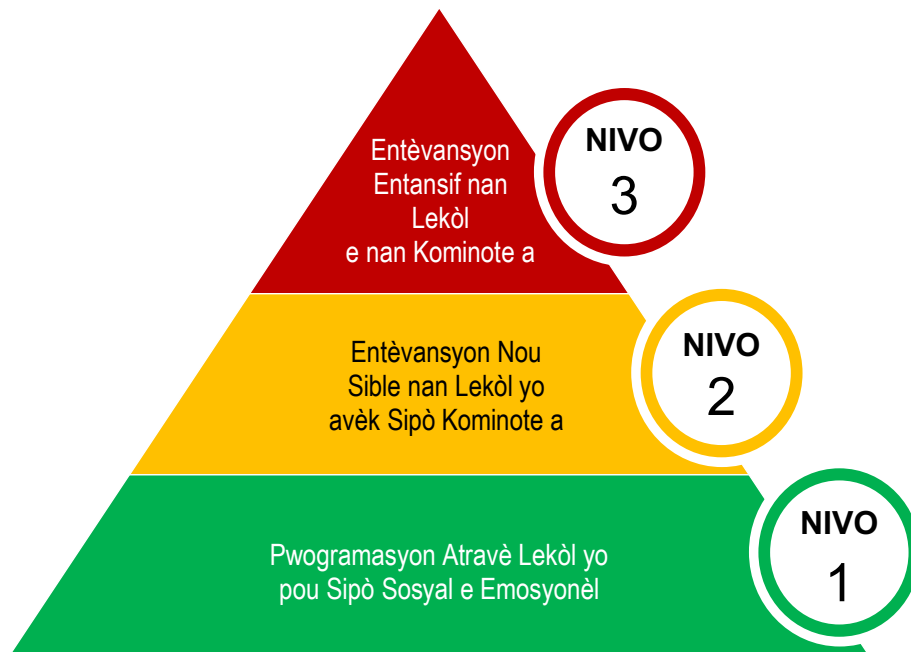 Entèvansyon
Entansif nan
Lekòl
e nan Kominote a
NIVO
3
Entèvansyon Nou
Sible nan Lekòl yo
avèk Sipò Kominote a
NIVO
2
Pwogramasyon Atravè Lekòl yo
pou Sipò Sosyal e Emosyonèl
NIVO
1